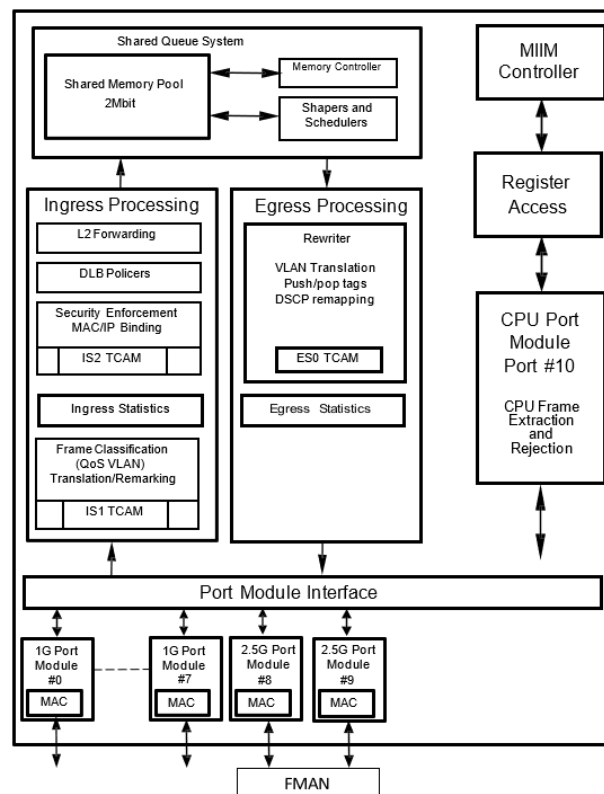 Shared Queue System
Shared Memory Pool
2Mbit
Memory Controller
Shapers and
Schedulers
MIIM
Controller
Register
Access
CPU Port
Module
Port #10
CPU Frame
Extraction
and
Rejection
Ingress Processing
L2 Forwarding
DLB Policers
Security Enforcement
MAC/IP Binding
IS2 TCAM
Ingress Statistics
Frame Classification
(QoS VLAN)
Translation/Remarking
IS1 TCAM
Egress Processing
Rewriter
VLAN Translation
Push/pop tags
DSCP remapping
ES0 TCAM
Egress Statistics
Port Module Interface
1G Port
Module
#0
MAC
1G Port
Module
#7
MAC
2.5G Port
Module
#8
MAC
2.5G Port
Module
#9
MAC
FMAN